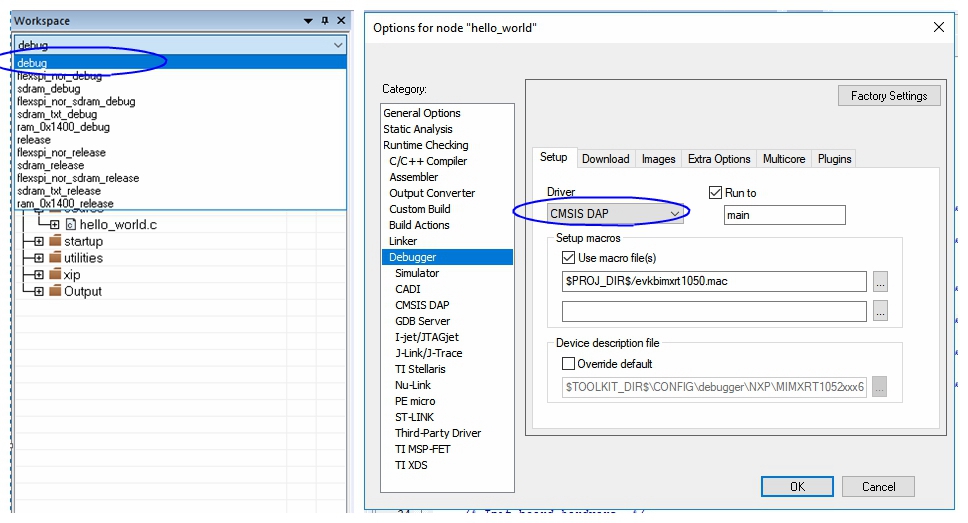 Workspace
debug
debug
flexspi_nor_debug
sdram_debug
flexspi_nor_sdram_debug
sdram_txt_debug
ram_0x1400_debug
release
flexspi_nor_release
sdram_release
flexspi_nor_sdram_release
sdram_txt_release
ram_0x1400_release
hello_world.c
startup
utilities
xip
Output
Options for node "hello_world"
Category:
General Options
Static Analysis
Runtime Checking
C/C++ Compiler
Assembler
Output Converter
Custom Build
Build Actions
Linker
Debugger
Simulator
CADI
CMSIS DAP
GDB Server
I-jet/JTAGjet
J-Link/J-Trace
TI Stellaris
Nu-Link
PE micro
ST-LINK
Third-Party Driver
TI MSP-FET
TI XDS
Factory Settings
Setup Download Images Extra Options Multicore Plugins
Driver
CMSIS DAP
Run to
main
Setup macros
Use macro file(s)
$PROJ_DIR$/evkbimxrt1050.mac
...
...
Device description file
Override default
$TOOLKIT_DIR$\CONFIG\debugger\NXP\MIMXRT1052xxx6
...
OK Cancel